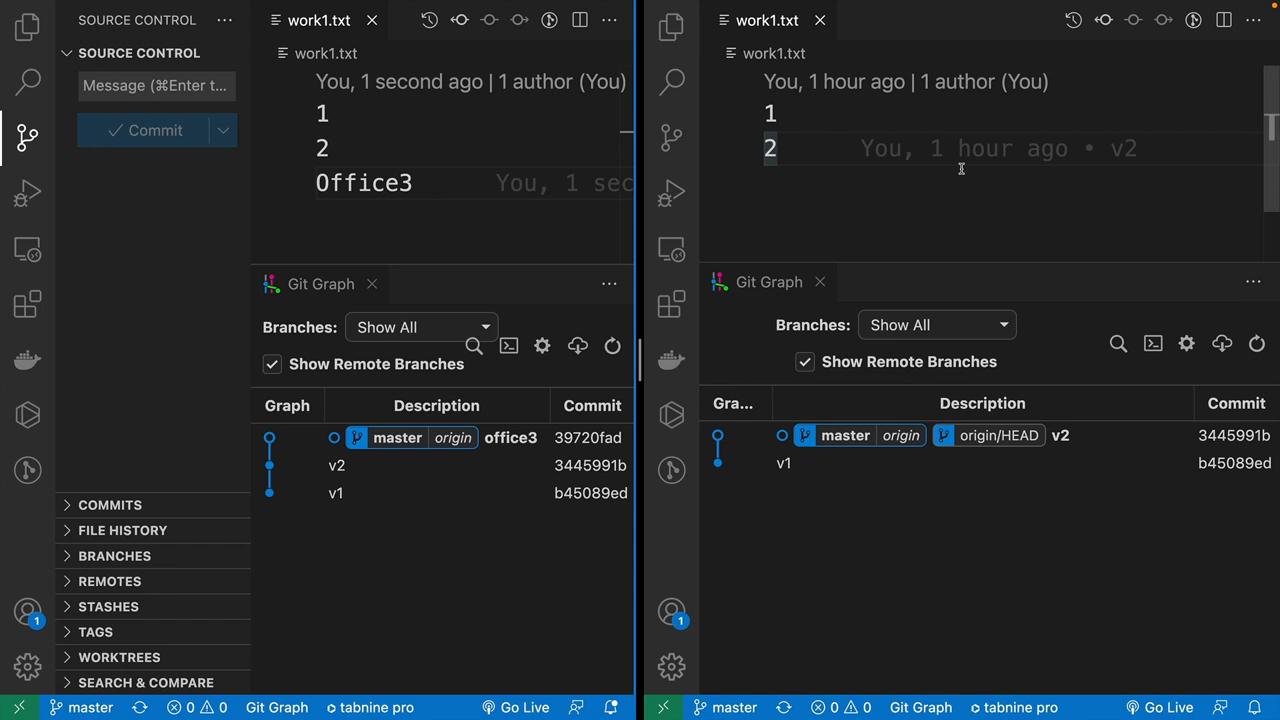 SOURCE CONTROL
SOURCE CONTROL
Message (⌘Enter t...
Commit
COMMITS
FILE HISTORY
BRANCHES
REMOTES
STASHES
TAGS
WORKTREES
SEARCH & COMPARE
1
work1.txt
work1.txt
You, 1 second ago | 1 author (You)
1
2
Office3 You, 1 sec
Git Graph
Branches: Show All
Show Remote Branches
Graph Description Commit
master origin office3 39720fad
v2 3445991b
v1 b45089ed
master 0 0 Git Graph tabnine pro Go Live
work1.txt
work1.txt
You, 1 hour ago | 1 author (You)
1
2 You, 1 hour ago • v2
Git Graph
Branches: Show All
Show Remote Branches
Gra... Description Commit
master origin origin/HEAD v2 3445991b
v1 b45089ed
1
master 0 0 Git Graph tabnine pro Go Live